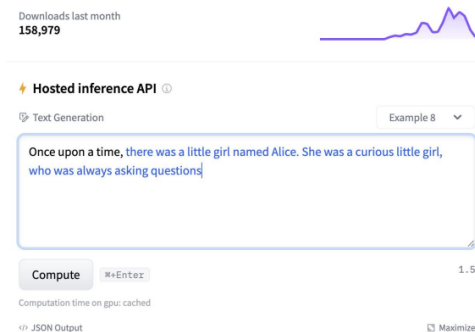 Downloads last month
158,979
Hosted inference API
Text Generation
Example 8
Once upon a time, there was a little girl named Alice. She was a curious little girl,
who was always asking questions
Compute
⌘+Enter
1.5
Computation time on gpu: cached
</> JSON Output
Maximize